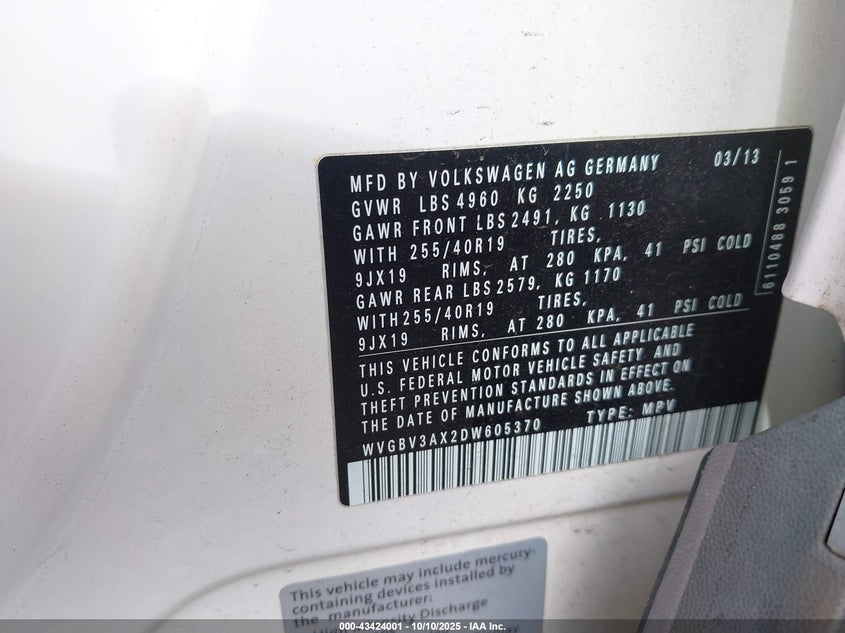 MFD BY VOLKSWAGEN AG GERMANY 03/13
GVWR LBS 4960 KG 2250
GAWR FRONT LBS 2491, KG 1130
WITH 255/40R19 TIRES,
9JX19 RIMS, AT 280 KPA, 41 PSI COLD
GAWR REAR LBS 2579, KG 1170
WITH 255/40R19 TIRES,
9JX19 RIMS, AT 280 KPA, 41 PSI COLD
THIS VEHICLE CONFORMS TO ALL APPLICABLE
U.S. FEDERAL MOTOR VEHICLE SAFETY AND
THEFT PREVENTION STANDARDS IN EFFECT ON
THE DATE OF MANUFACTURE SHOWN ABOVE.
WVGBV3AX2DW605370 TYPE: MPV
6110488 3059 1
This vehicle may include mercury-
containing devices installed by
the manufacturer:
Discharge
000-43424001 - 10/10/2025 - IAA Inc.